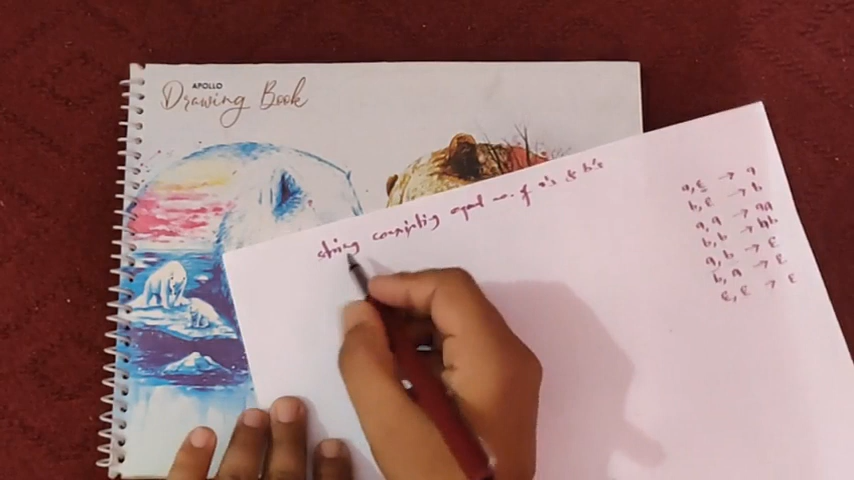 APOLLO
Drawing Book
string consisting equal no. of a's & b's
a, ε → a
b, ε → b
a, a → aa
b, b → bb
a, b → ε
b, a → ε
ε, ε → ε